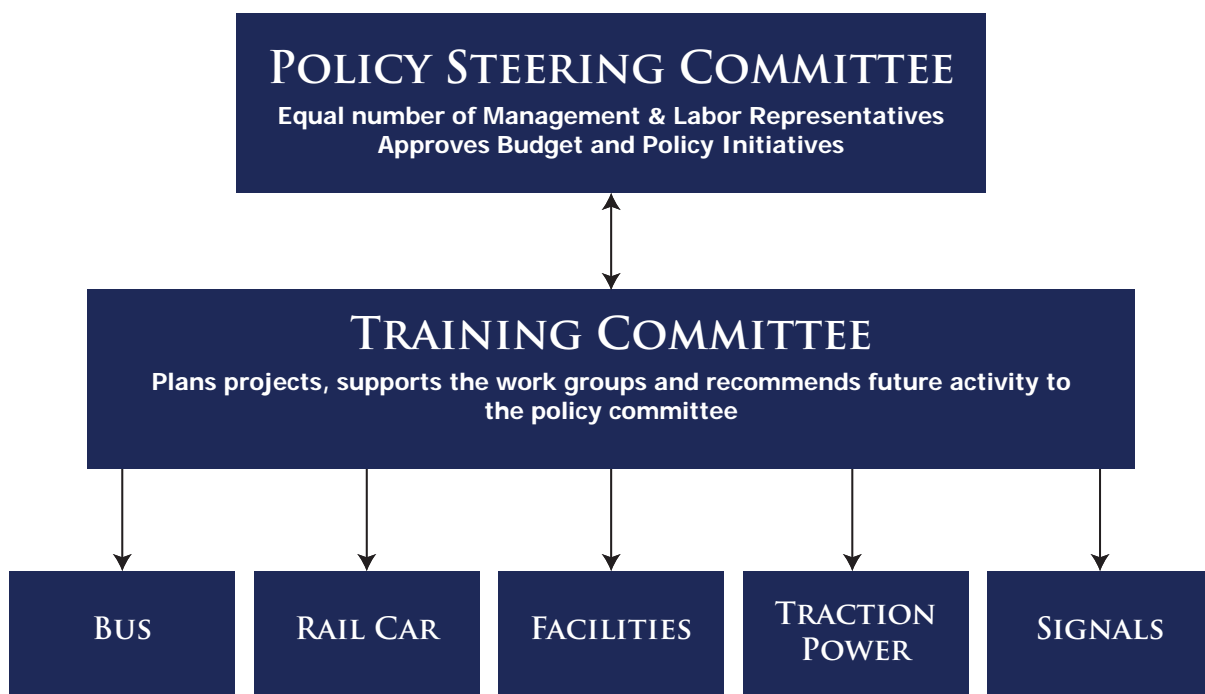 Policy Steering Committee
Equal number of Management & Labor Representatives
Approves Budget and Policy Initiatives
Training Committee
Plans projects, supports the work groups and recommends future activity to
the policy committee
Bus
Rail Car
Facilities
Traction
Power
Signals